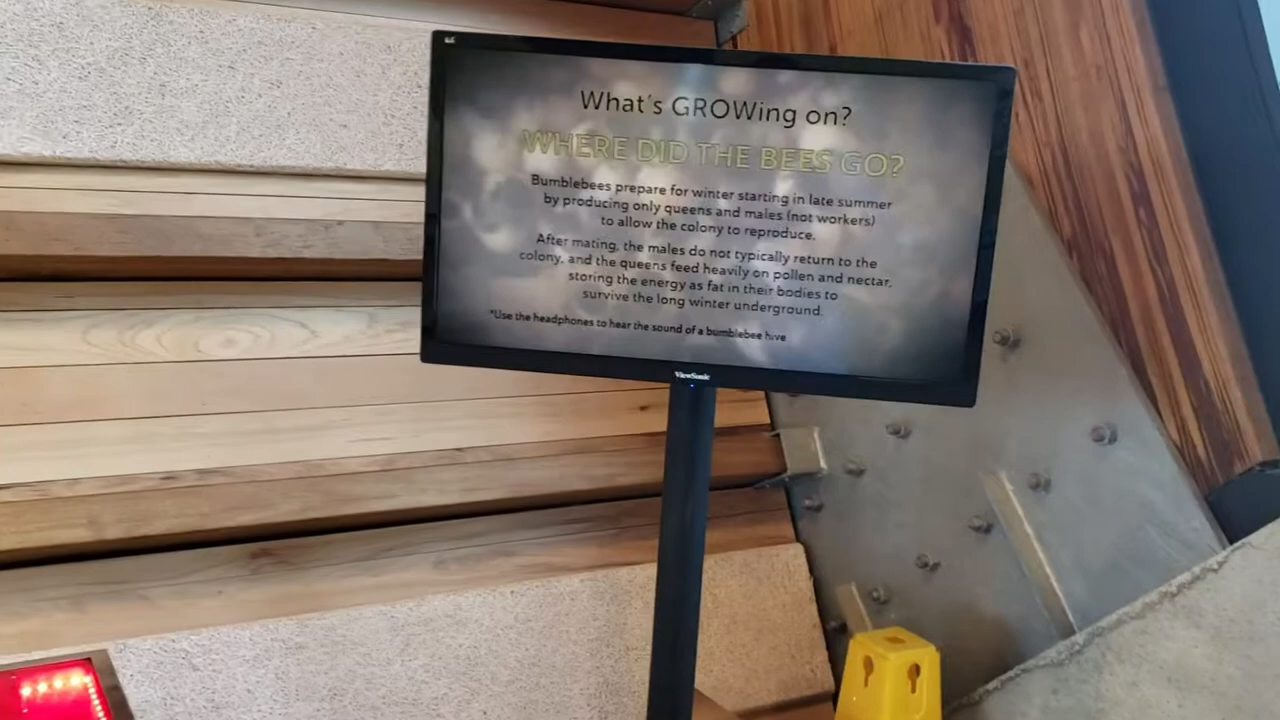 What's GROWing on?
WHERE DID THE BEES GO?
Bumblebees prepare for winter starting in late summer
by producing only queens and males (not workers)
to allow the colony to reproduce.
After mating, the males do not typically return to the
colony, and the queens feed heavily on pollen and nectar,
storing the energy as fat in their bodies to
survive the long winter underground.
*Use the headphones to hear the sound of a bumblebee hive
ViewSonic